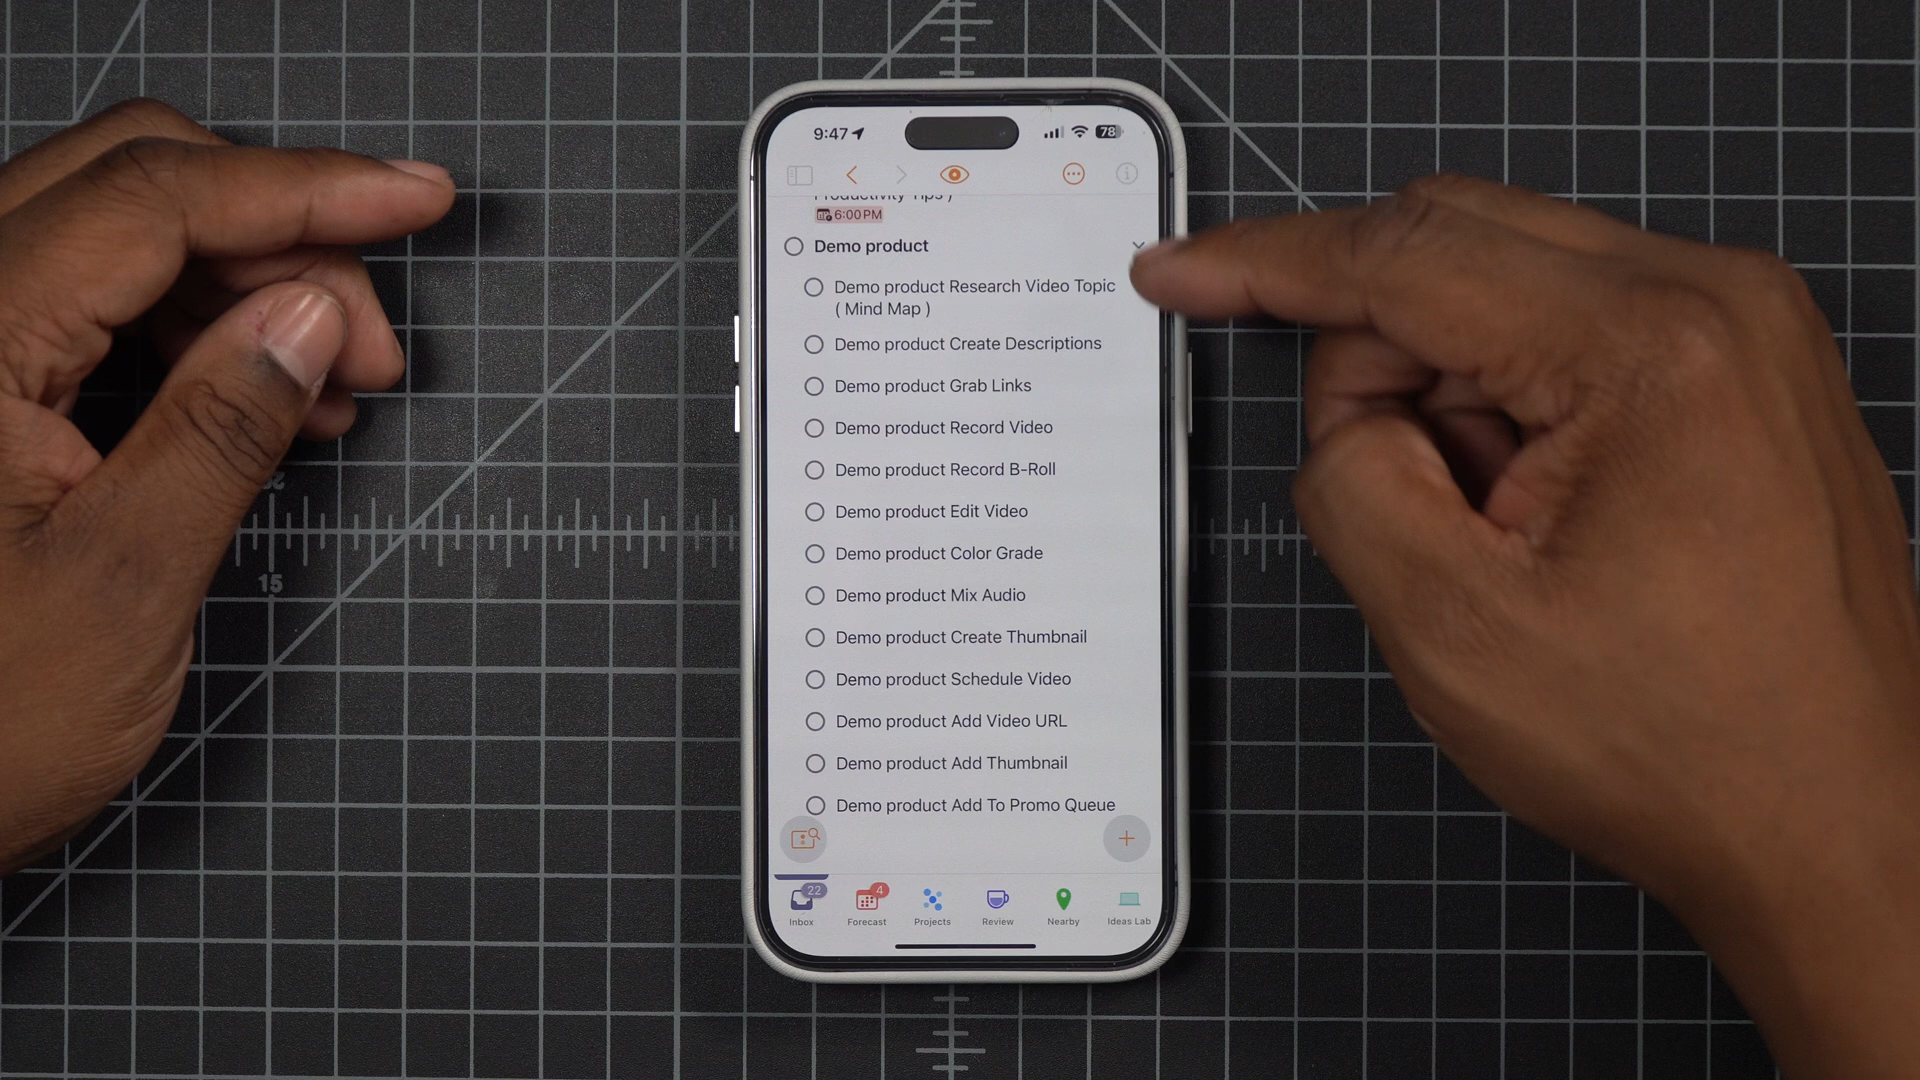 9:47
78
Productivity Tips )
6:00 PM
Demo product
Demo product Research Video Topic
( Mind Map )
Demo product Create Descriptions
Demo product Grab Links
Demo product Record Video
Demo product Record B-Roll
Demo product Edit Video
Demo product Color Grade
Demo product Mix Audio
Demo product Create Thumbnail
Demo product Schedule Video
Demo product Add Video URL
Demo product Add Thumbnail
Demo product Add To Promo Queue
22
4
Inbox
Forecast
Projects
Review
Nearby
Ideas Lab
15